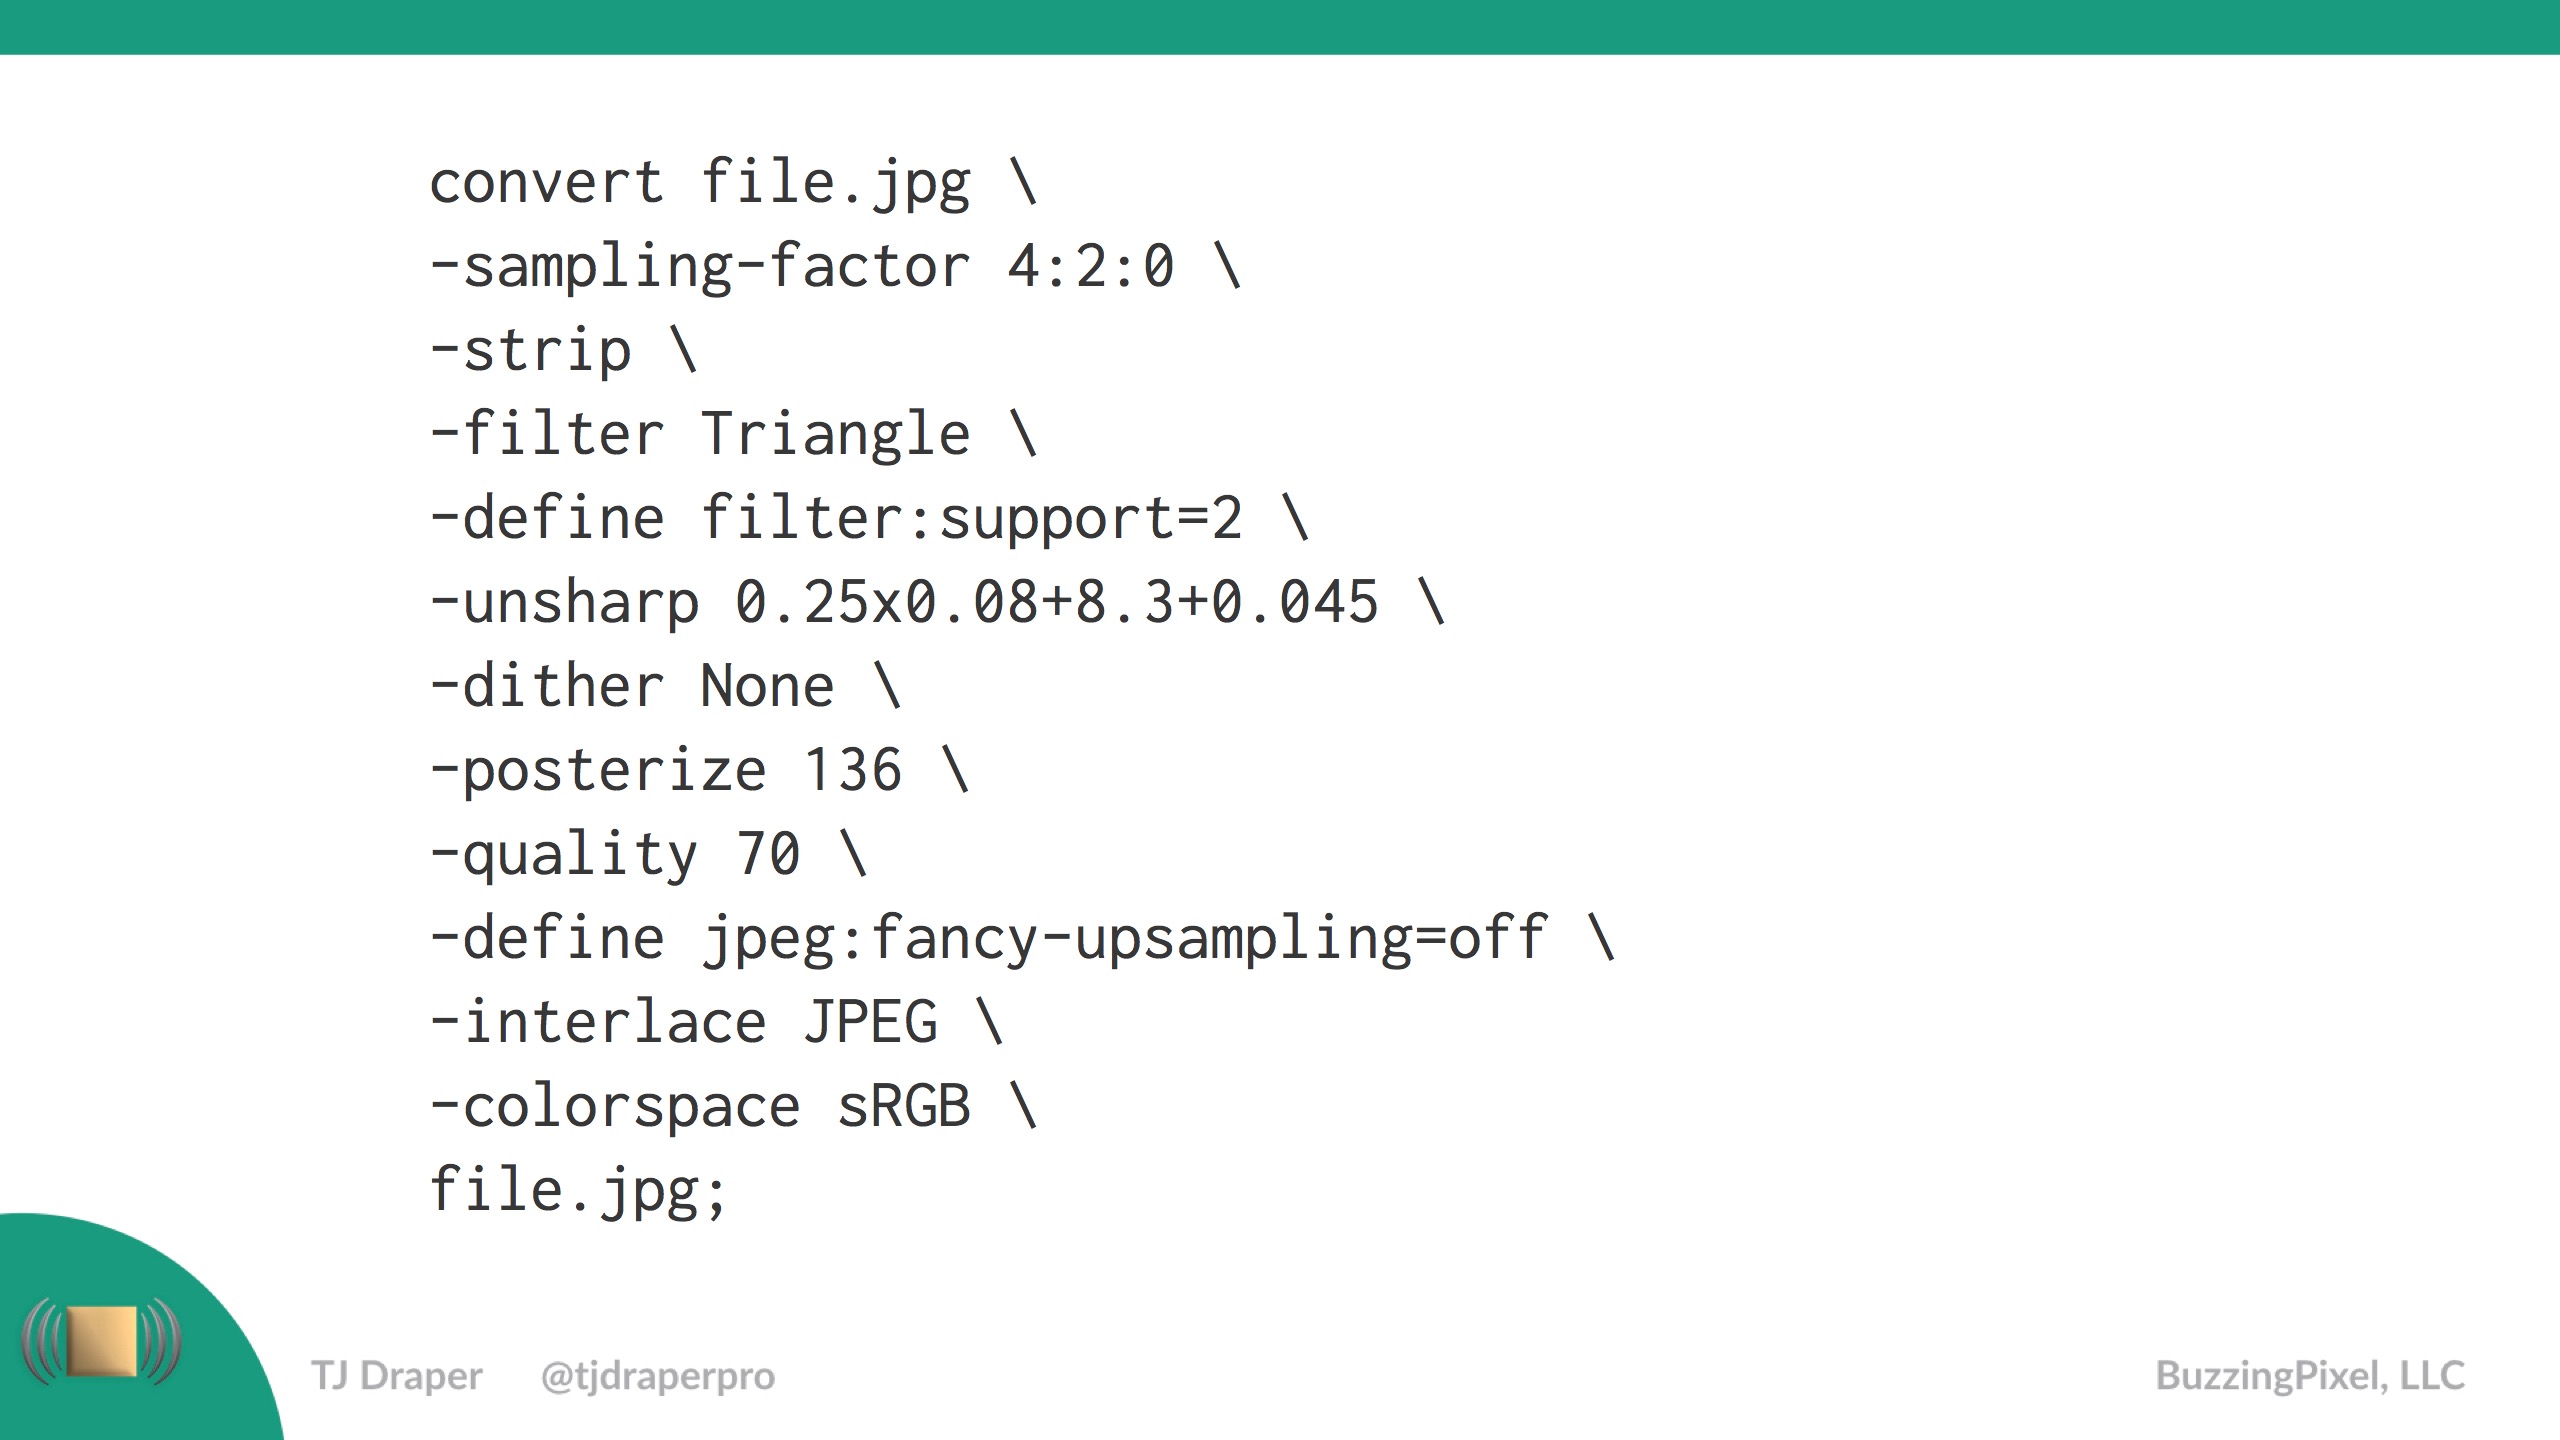 convert file.jpg \
-sampling-factor 4:2:0 \
-strip \
-filter Triangle \
-define filter:support=2 \
-unsharp 0.25x0.08+8.3+0.045 \
-dither None \
-posterize 136 \
-quality 70 \
-define jpeg:fancy-upsampling=off \
-interlace JPEG \
-colorspace sRGB \
file.jpg;
TJ Draper @tjdraperpro BuzzingPixel, LLC